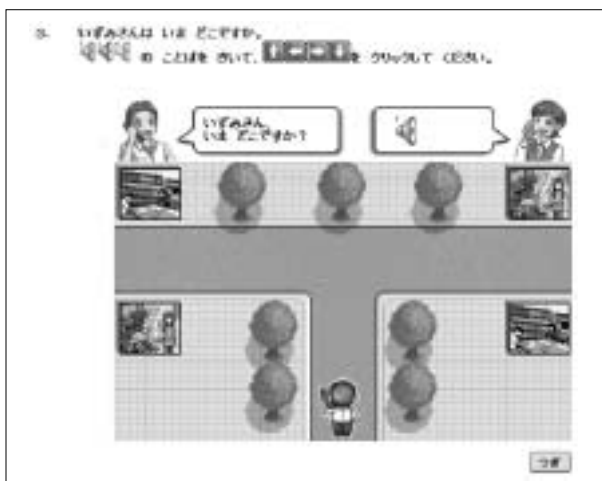 3. いずみさんは いま どこですか。
の ことばを きいて、 ↑ ← → ↓ を クリックして ください。
いずみさん、
いま どこですか？
つぎ